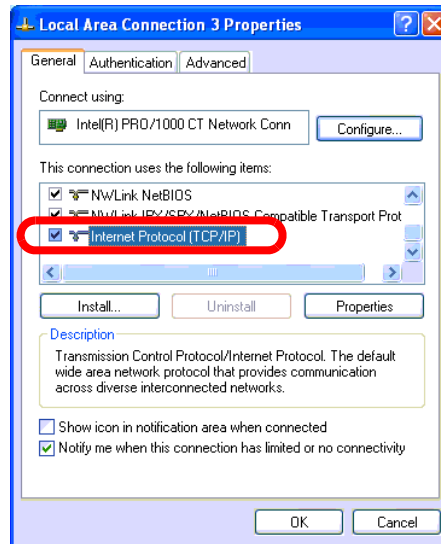 Local Area Connection 3 Properties
General Authentication Advanced
Connect using:
Intel(R) PRO/1000 CT Network Conn Configure...
This connection uses the following items:
NWLink NetBIOS
NWLink IPX/SPX/NetBIOS Compatible Transport Prot
Internet Protocol (TCP/IP)
Install... Uninstall Properties
Description
Transmission Control Protocol/Internet Protocol. The default
wide area network protocol that provides communication
across diverse interconnected networks.
Show icon in notification area when connected
Notify me when this connection has limited or no connectivity
OK Cancel